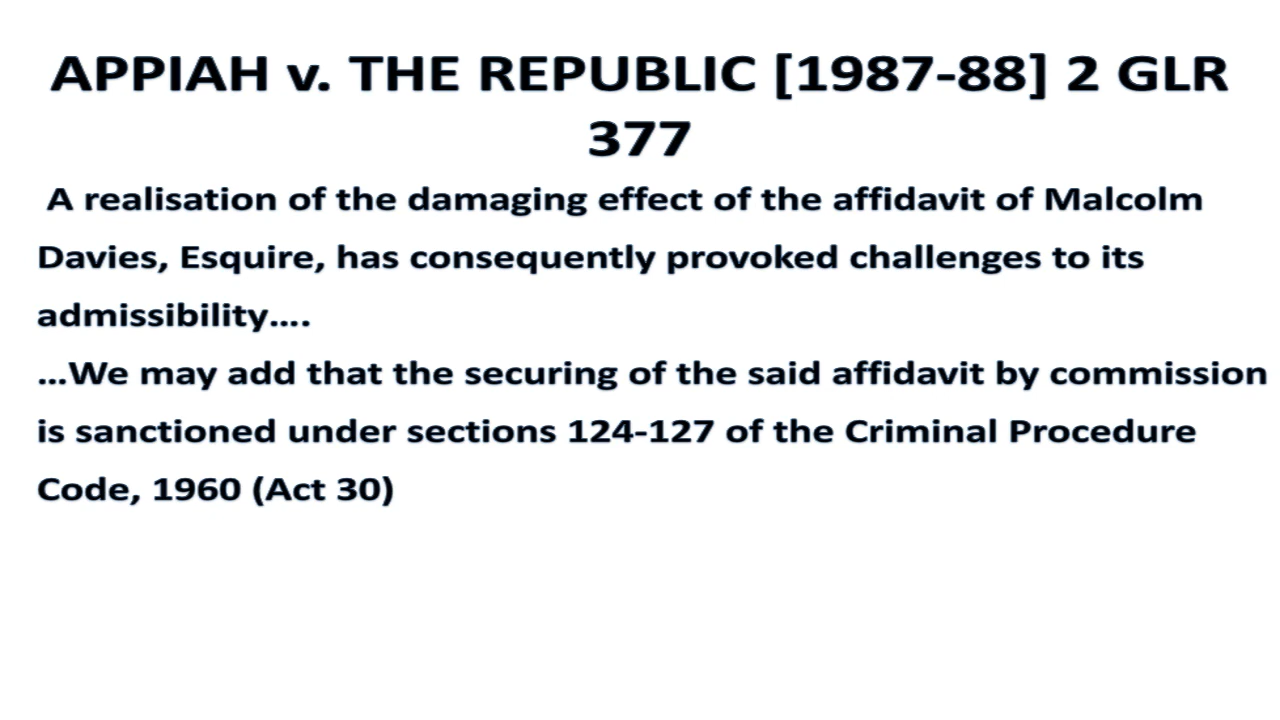 APPIAH v. THE REPUBLIC [1987-88] 2 GLR
377
A realisation of the damaging effect of the affidavit of Malcolm
Davies, Esquire, has consequently provoked challenges to its
admissibility....
...We may add that the securing of the said affidavit by commission
is sanctioned under sections 124-127 of the Criminal Procedure
Code, 1960 (Act 30)